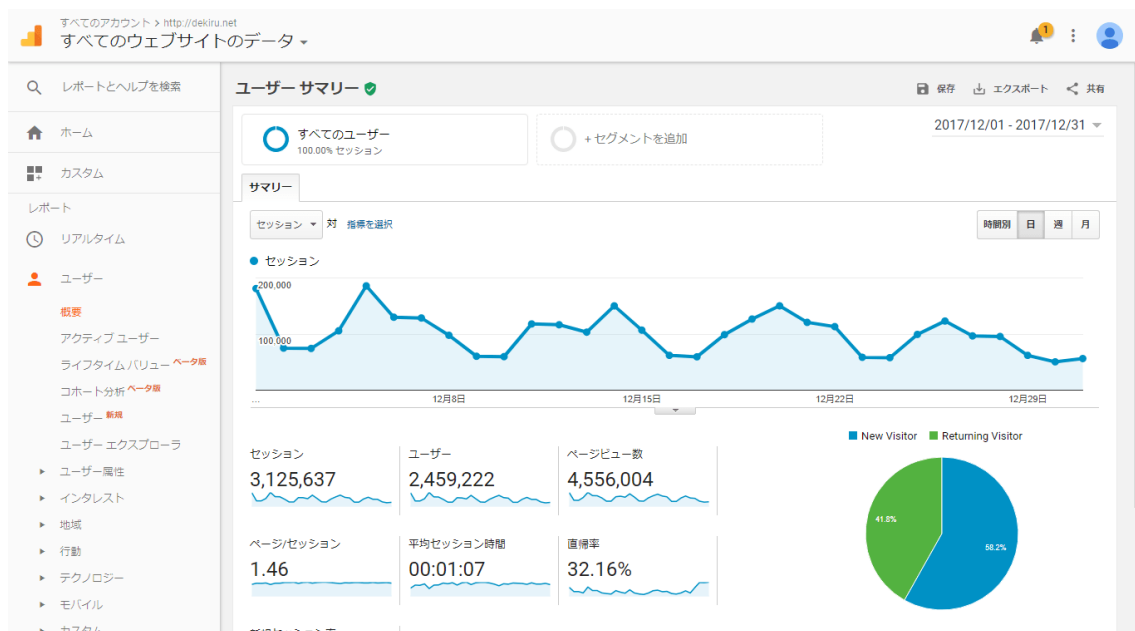 すべてのアカウント > http://dekiru.net
すべてのウェブサイトのデータ
1
レポートとヘルプを検索
ホーム
カスタム
レポート
リアルタイム
ユーザー
概要
アクティブ ユーザー
ライフタイム バリュー ベータ版
コホート分析 ベータ版
ユーザー 新規
ユーザー エクスプローラ
ユーザー属性
インタレスト
地域
行動
テクノロジー
モバイル
カスタム
ユーザー サマリー
保存 エクスポート 共有
すべてのユーザー
100.00% セッション
+ セグメントを追加
2017/12/01 - 2017/12/31
サマリー
セッション 対 指標を選択
時間別 日 週 月
セッション
200,000
100,000
... 12月8日 12月15日 12月22日 12月29日
New Visitor Returning Visitor
セッション ユーザー ページビュー数
3,125,637 2,459,222 4,556,004
41.8%
58.2%
ページ/セッション 平均セッション時間 直帰率
1.46 00:01:07 32.16%